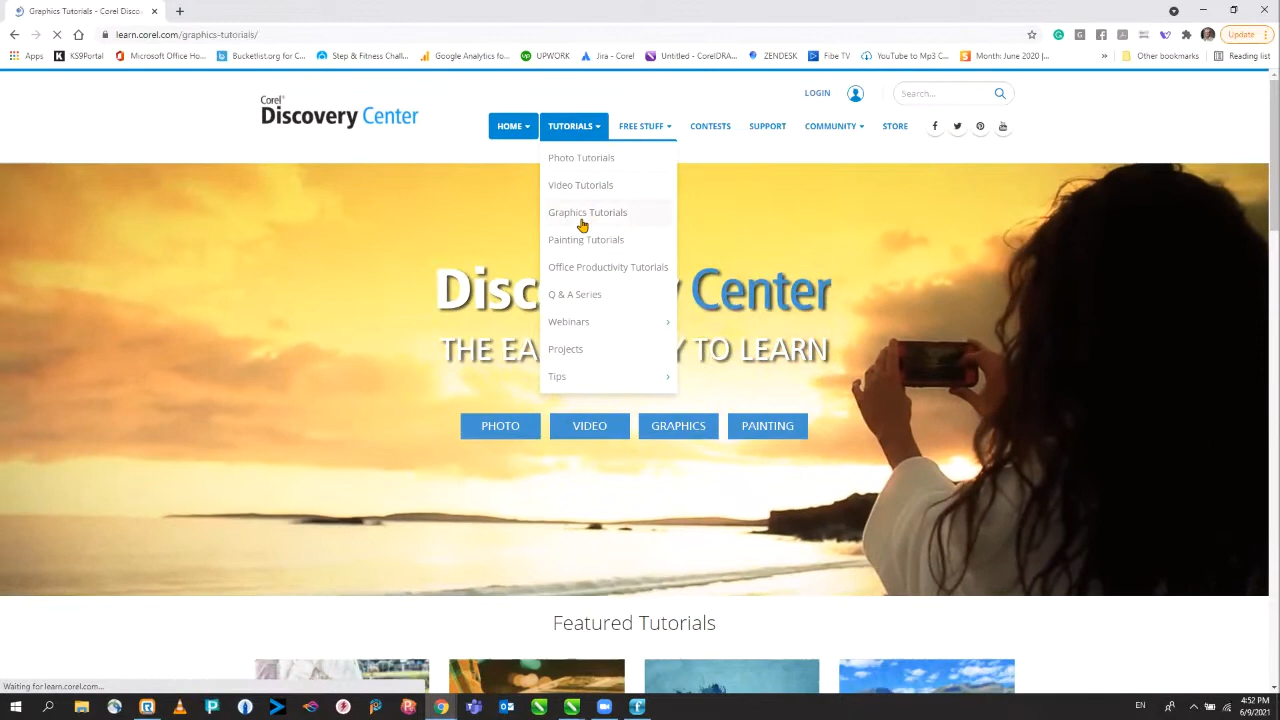 Graphics Tutorials - Discovery C
learn.corel.com/graphics-tutorials/
Update
Apps
KS9Portal
Microsoft Office Ho...
Bucketlist.org for C...
Step & Fitness Chall...
Google Analytics fo...
UPWORK
Jira - Corel
Untitled - CorelDRA...
ZENDESK
Fibe TV
YouTube to Mp3 C...
Month: June 2020 |...
»
Other bookmarks
Reading list
LOGIN
Search...
Corel®
Discovery Center
HOME
TUTORIALS
FREE STUFF
CONTESTS
SUPPORT
COMMUNITY
STORE
Photo Tutorials
Video Tutorials
Graphics Tutorials
Painting Tutorials
Office Productivity Tutorials
Q & A Series
Webinars
Projects
Tips
Disc
Center
THE EA
Y TO LEARN
PHOTO
VIDEO
GRAPHICS
PAINTING
Featured Tutorials
Waiting for learn.corel.com...
EN
4:52 PM
6/9/2021